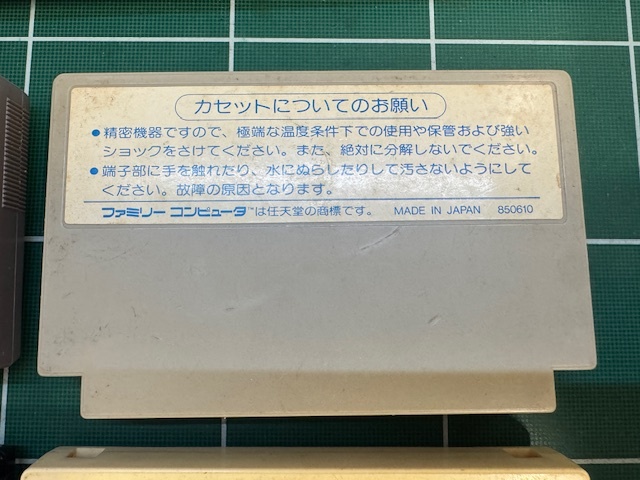 カセットについてのお願い
●精密機器ですので、極端な温度条件下での使用や保管および強い
ショックをさけてください。また、絶対に分解しないでください。
●端子部に手を触れたり、水にぬらしたりして汚さないようにして
ください。故障の原因となります。
ファミリー コンピュータ™は任天堂の商標です。 MADE IN JAPAN 850610